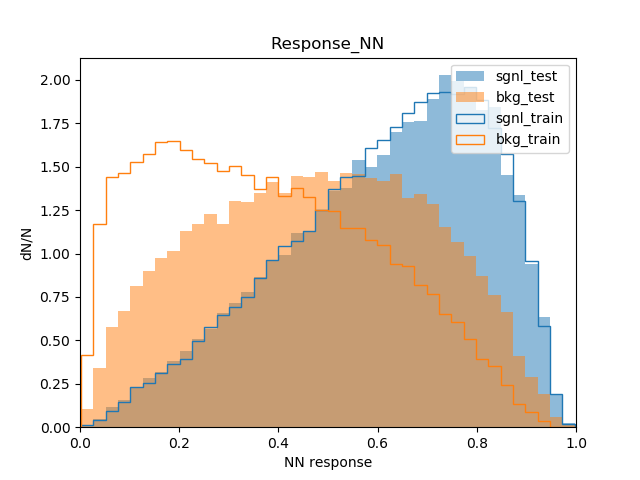 Response_NN
sgnl_test
bkg_test
sgnl_train
bkg_train
dN/N
2.00
1.75
1.50
1.25
1.00
0.75
0.50
0.25
0.00
0.0 0.2 0.4 0.6 0.8 1.0
NN response